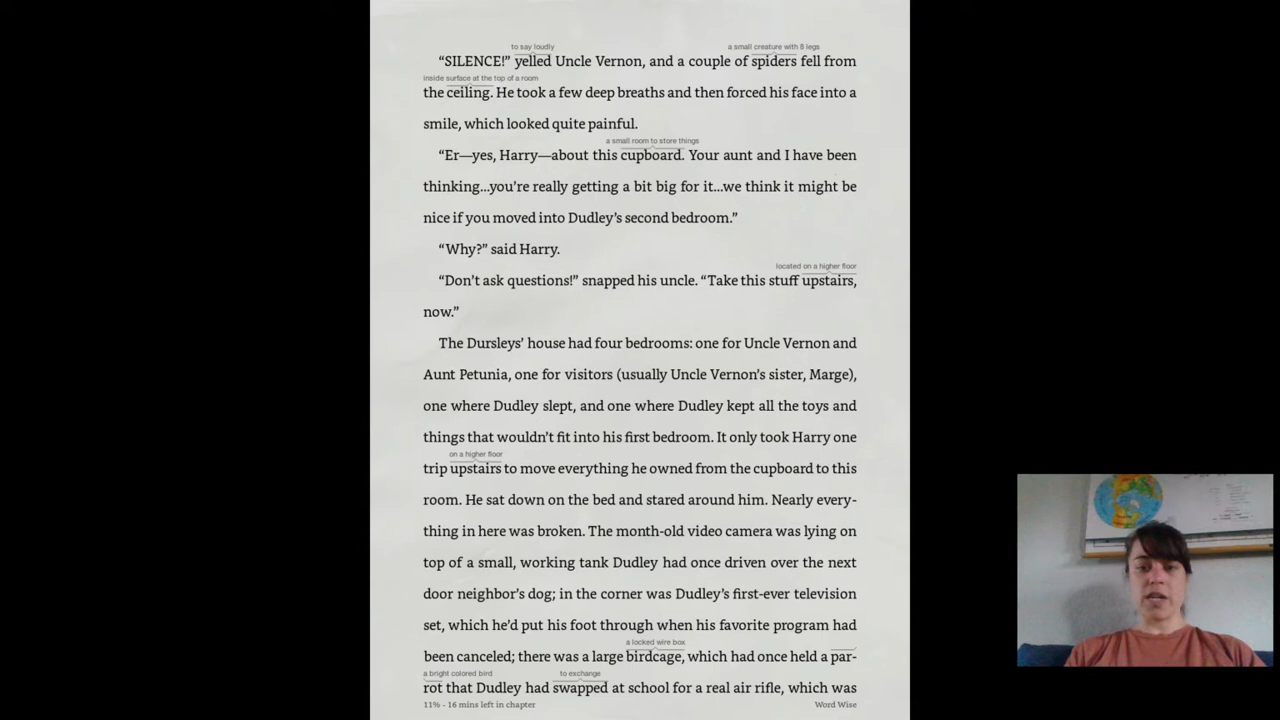 to say loudly a small creature with 8 legs
“SILENCE!” yelled Uncle Vernon, and a couple of spiders fell from
inside surface at the top of a room
the ceiling. He took a few deep breaths and then forced his face into a
smile, which looked quite painful.
a small room to store things
“Er—yes, Harry—about this cupboard. Your aunt and I have been
thinking...you’re really getting a bit big for it...we think it might be
nice if you moved into Dudley’s second bedroom.”
“Why?” said Harry.
located on a higher floor
“Don’t ask questions!” snapped his uncle. “Take this stuff upstairs,
now.”
The Dursleys’ house had four bedrooms: one for Uncle Vernon and
Aunt Petunia, one for visitors (usually Uncle Vernon’s sister, Marge),
one where Dudley slept, and one where Dudley kept all the toys and
things that wouldn’t fit into his first bedroom. It only took Harry one
on a higher floor
trip upstairs to move everything he owned from the cupboard to this
room. He sat down on the bed and stared around him. Nearly every-
thing in here was broken. The month-old video camera was lying on
top of a small, working tank Dudley had once driven over the next
door neighbor’s dog; in the corner was Dudley’s first-ever television
set, which he’d put his foot through when his favorite program had
a locked wire box
been canceled; there was a large birdcage, which had once held a par-
a bright colored bird to exchange
rot that Dudley had swapped at school for a real air rifle, which was
11% - 16 mins left in chapter Word Wise